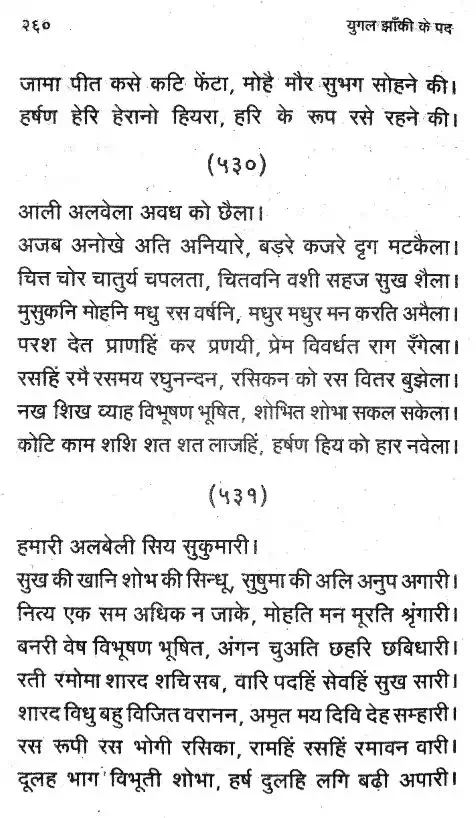 २६०	युगल झाँकी के पद
जामा पीत कसे कटि फेंटा, मोहै मौर सुभग सोहने की।
हर्षण हेरि हेरानो हियरा, हरि के रूप रसे रहने की।
(५३०)
आली अलवेला अवध को छैला।
अजब अनोखे अति अनियारे, बड़रे कजरे दृग मटकैला।
चित्त चोर चातुर्य चपलता, चितवनि वशी सहज सुख शैला।
मुसुकनि मोहनि मधु रस वर्षनि, मधुर मधुर मन करति अमैला।
परश देत प्राणहिं कर प्रणयी, प्रेम विवर्धत राग रँगेला।
रसहिं रमै रसमय रघुनन्दन, रसिकन को रस वितर बुझेला।
नख शिख व्याह विभूषण भूषित, शोभित शोभा सकल सकेला।
कोटि काम शशि शत शत लाजहिं, हर्षण हिय को हार नवेला।
(५३१)
हमारी अलबेली सिय सुकुमारी।
सुख की खानि शोभ की सिन्धू, सुषुमा की अलि अनुप अगारी।
नित्य एक सम अधिक न जाके, मोहति मन मूरति श्रृंगारी।
बनरी वेष विभूषण भूषित, अंगन चुअति छहरि छबिधारी।
रती रमोमा शारद शचि सब, वारि पदहिं सेवहिं सुख सारी।
शारद विधु बहु विजित वरानन, अमृत मय दिवि देह सम्हारी।
रस रूपी रस भोगी रसिका, रामहिं रसहिं रमावन वारी।
दूलह भाग विभूती शोभा, हर्ष दुलहि लगि बढ़ी अपारी।